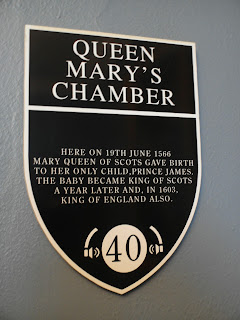 QUEEN
MARY'S
CHAMBER
HERE ON 19TH JUNE 1566
MARY QUEEN OF SCOTS GAVE BIRTH
TO HER ONLY CHILD,PRINCE JAMES.
THE BABY BECAME KING OF SCOTS
A YEAR LATER AND, IN 1603,
KING OF ENGLAND ALSO.
40